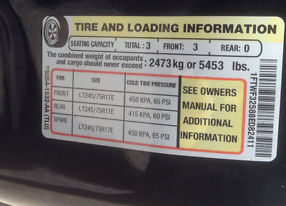 TIRE AND LOADING INFORMATION
SEATING CAPACITY TOTAL : 3 FRONT: 3 REAR: 0
The combined weight of occupants
and cargo should never exceed : 2473 kg or 5453 lbs.
TIRE SIZE COLD TIRE PRESSURE
FRONT LT245/75R17E 450 KPA, 65 PSI
REAR LT245/75R17E 415 KPA, 60 PSI
SPARE LT245/75R17E 450 KPA, 65 PSI
SEE OWNERS
MANUAL FOR
ADDITIONAL
INFORMATION